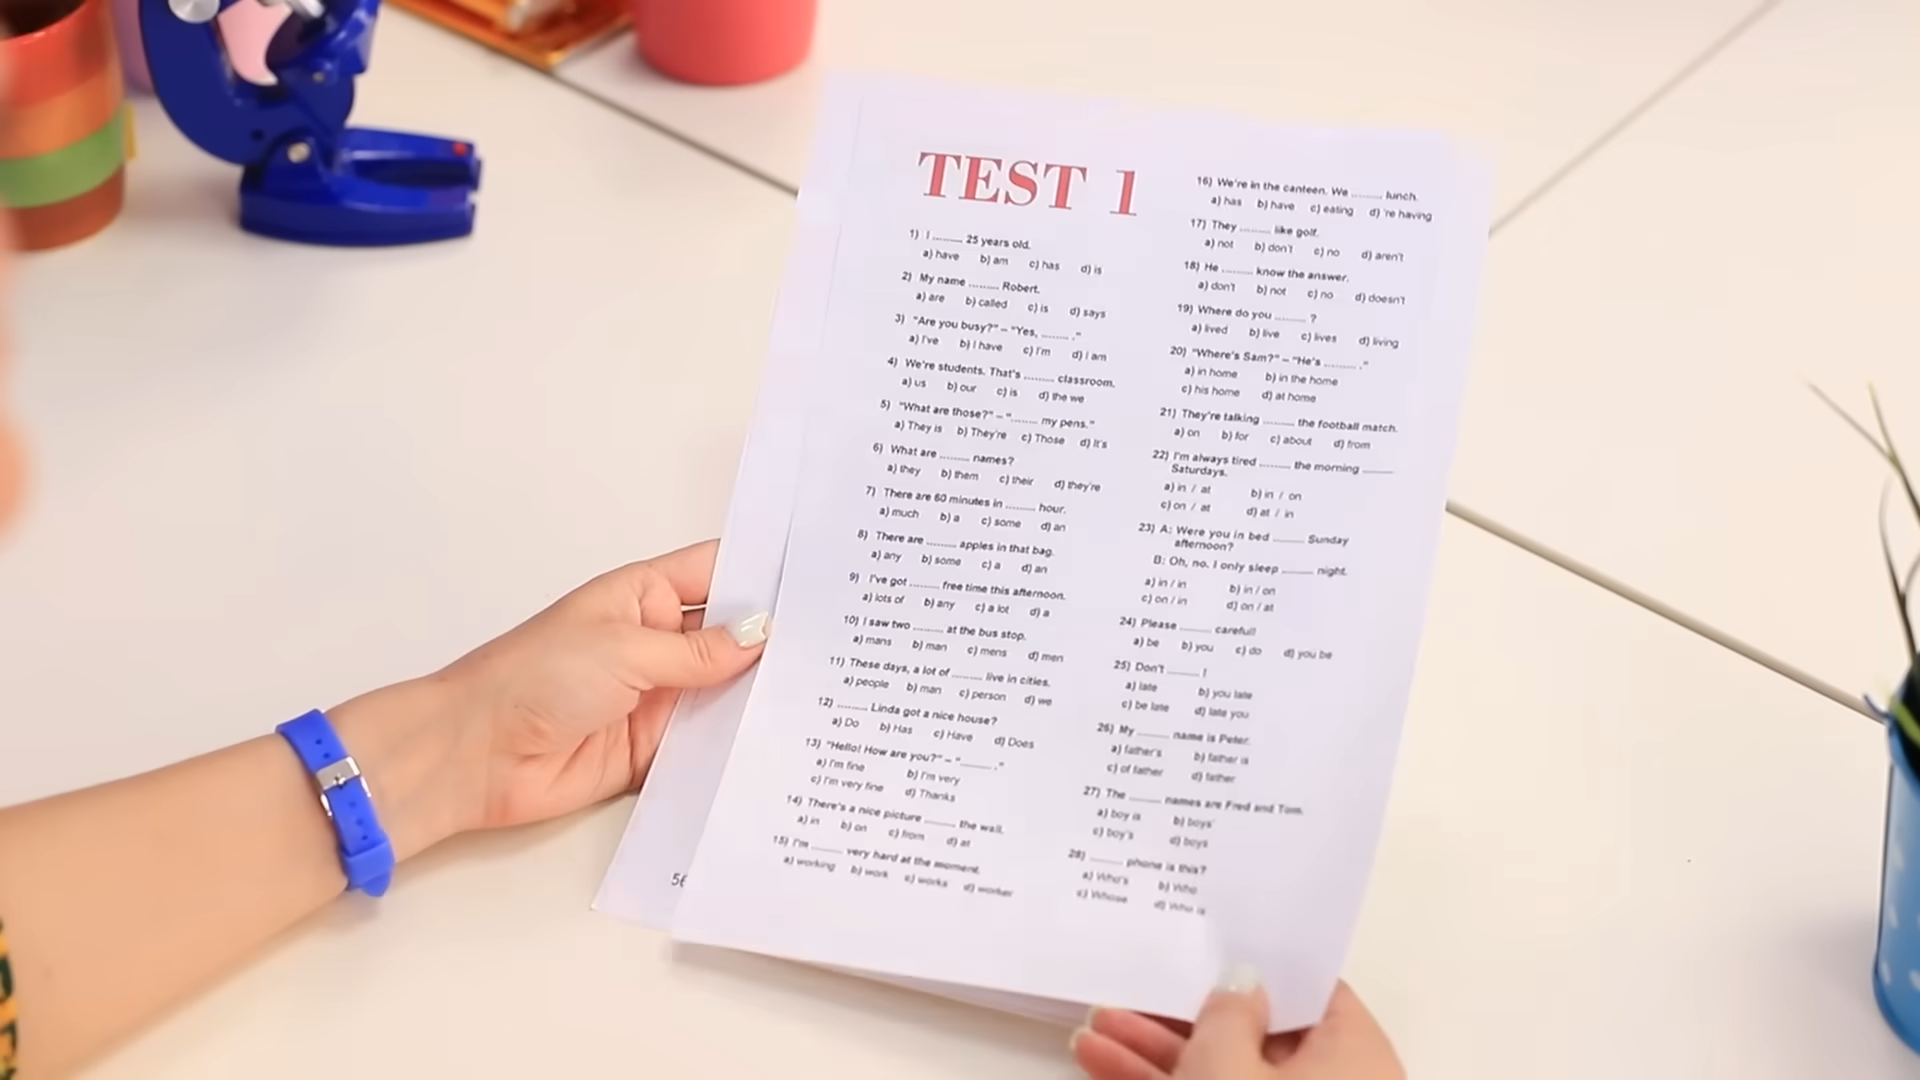 TEST 1
1) I ......... 25 years old.
a) have b) am c) has d) is
2) My name ......... Robert.
a) are b) called c) is d) says
3) "Are you busy?" – "Yes, ......... ."
a) I've b) I have c) I'm d) I am
4) We're students. That's ......... classroom.
a) us b) our c) is d) the we
5) "What are those?" – "......... my pens."
a) They is b) They're c) Those d) It's
6) What are ......... names?
a) they b) them c) their d) they're
7) There are 60 minutes in ......... hour.
a) much b) a c) some d) an
8) There are ......... apples in that bag.
a) any b) some c) a d) an
9) I've got ......... free time this afternoon.
a) lots of b) any c) a lot d) a
10) I saw two ......... at the bus stop.
a) mans b) man c) mens d) men
11) These days, a lot of ......... live in cities.
a) people b) man c) person d) we
12) ......... Linda got a nice house?
a) Do b) Has c) Have d) Does
13) "Hello! How are you?" – "......... ."
a) I'm fine b) I'm very
c) I'm very fine d) Thanks
14) There's a nice picture ......... the wall.
a) in b) on c) from d) at
15) I'm ......... very hard at the moment.
a) working b) work c) works d) worker
16) We're in the canteen. We ......... lunch.
a) has b) have c) eating d) 're having
17) They ......... like golf.
a) not b) don't c) no d) aren't
18) He ......... know the answer.
a) don't b) not c) no d) doesn't
19) Where do you ......... ?
a) lived b) live c) lives d) living
20) "Where's Sam?" – "He's ......... ."
a) in home b) in the home
c) his home d) at home
21) They're talking ......... the football match.
a) on b) for c) about d) from
22) I'm always tired ......... the morning .........
Saturdays.
a) in / at b) in / on
c) on / at d) at / in
23) A: Were you in bed ......... Sunday
afternoon?
B: Oh, no. I only sleep ......... night.
a) in / in b) in / on
c) on / in d) on / at
24) Please ......... careful!
a) be b) you c) do d) you be
25) Don't ......... !
a) late b) you late
c) be late d) late you
26) My ......... name is Peter.
a) father's b) father is
c) of father d) father
27) The ......... names are Fred and Tom.
a) boy is b) boys'
c) boy's d) boys
28) ......... phone is this?
a) Who's b) Who
c) Whose d) Who is
56